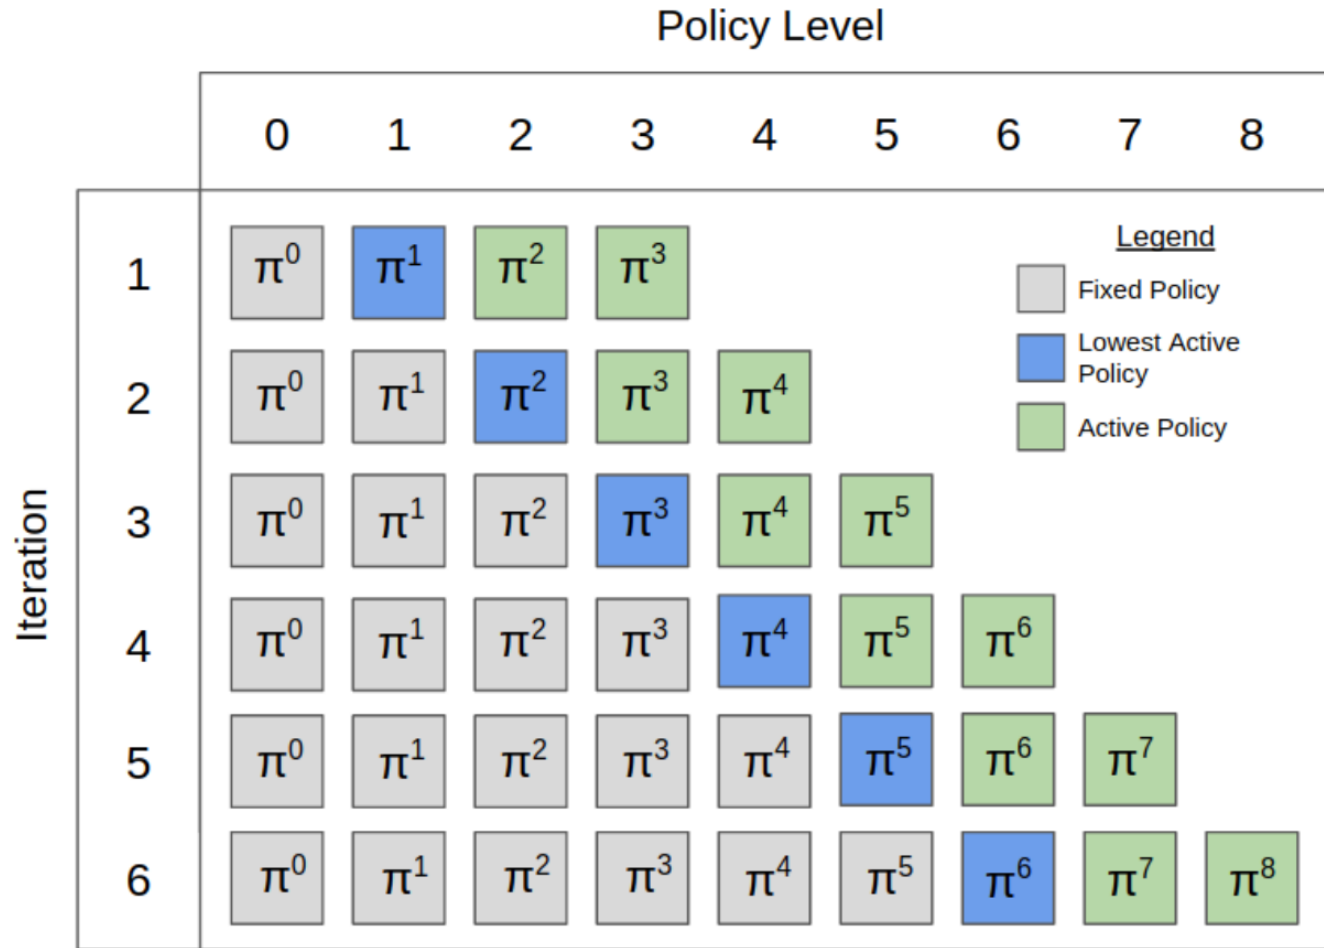 Policy Level
0 1 2 3 4 5 6 7 8
Iteration
1 π⁰ π¹ π² π³
2 π⁰ π¹ π² π³ π⁴
3 π⁰ π¹ π² π³ π⁴ π⁵
4 π⁰ π¹ π² π³ π⁴ π⁵ π⁶
5 π⁰ π¹ π² π³ π⁴ π⁵ π⁶ π⁷
6 π⁰ π¹ π² π³ π⁴ π⁵ π⁶ π⁷ π⁸
Legend
Fixed Policy
Lowest Active
Policy
Active Policy